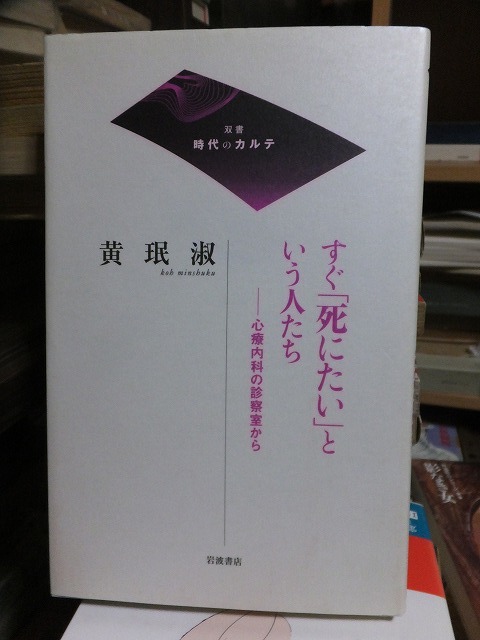 双書
時代のカルテ
すぐ「死にたい」と
いう人たち
──心療内科の診察室から
黄 珉淑
koh minshuku
岩波書店